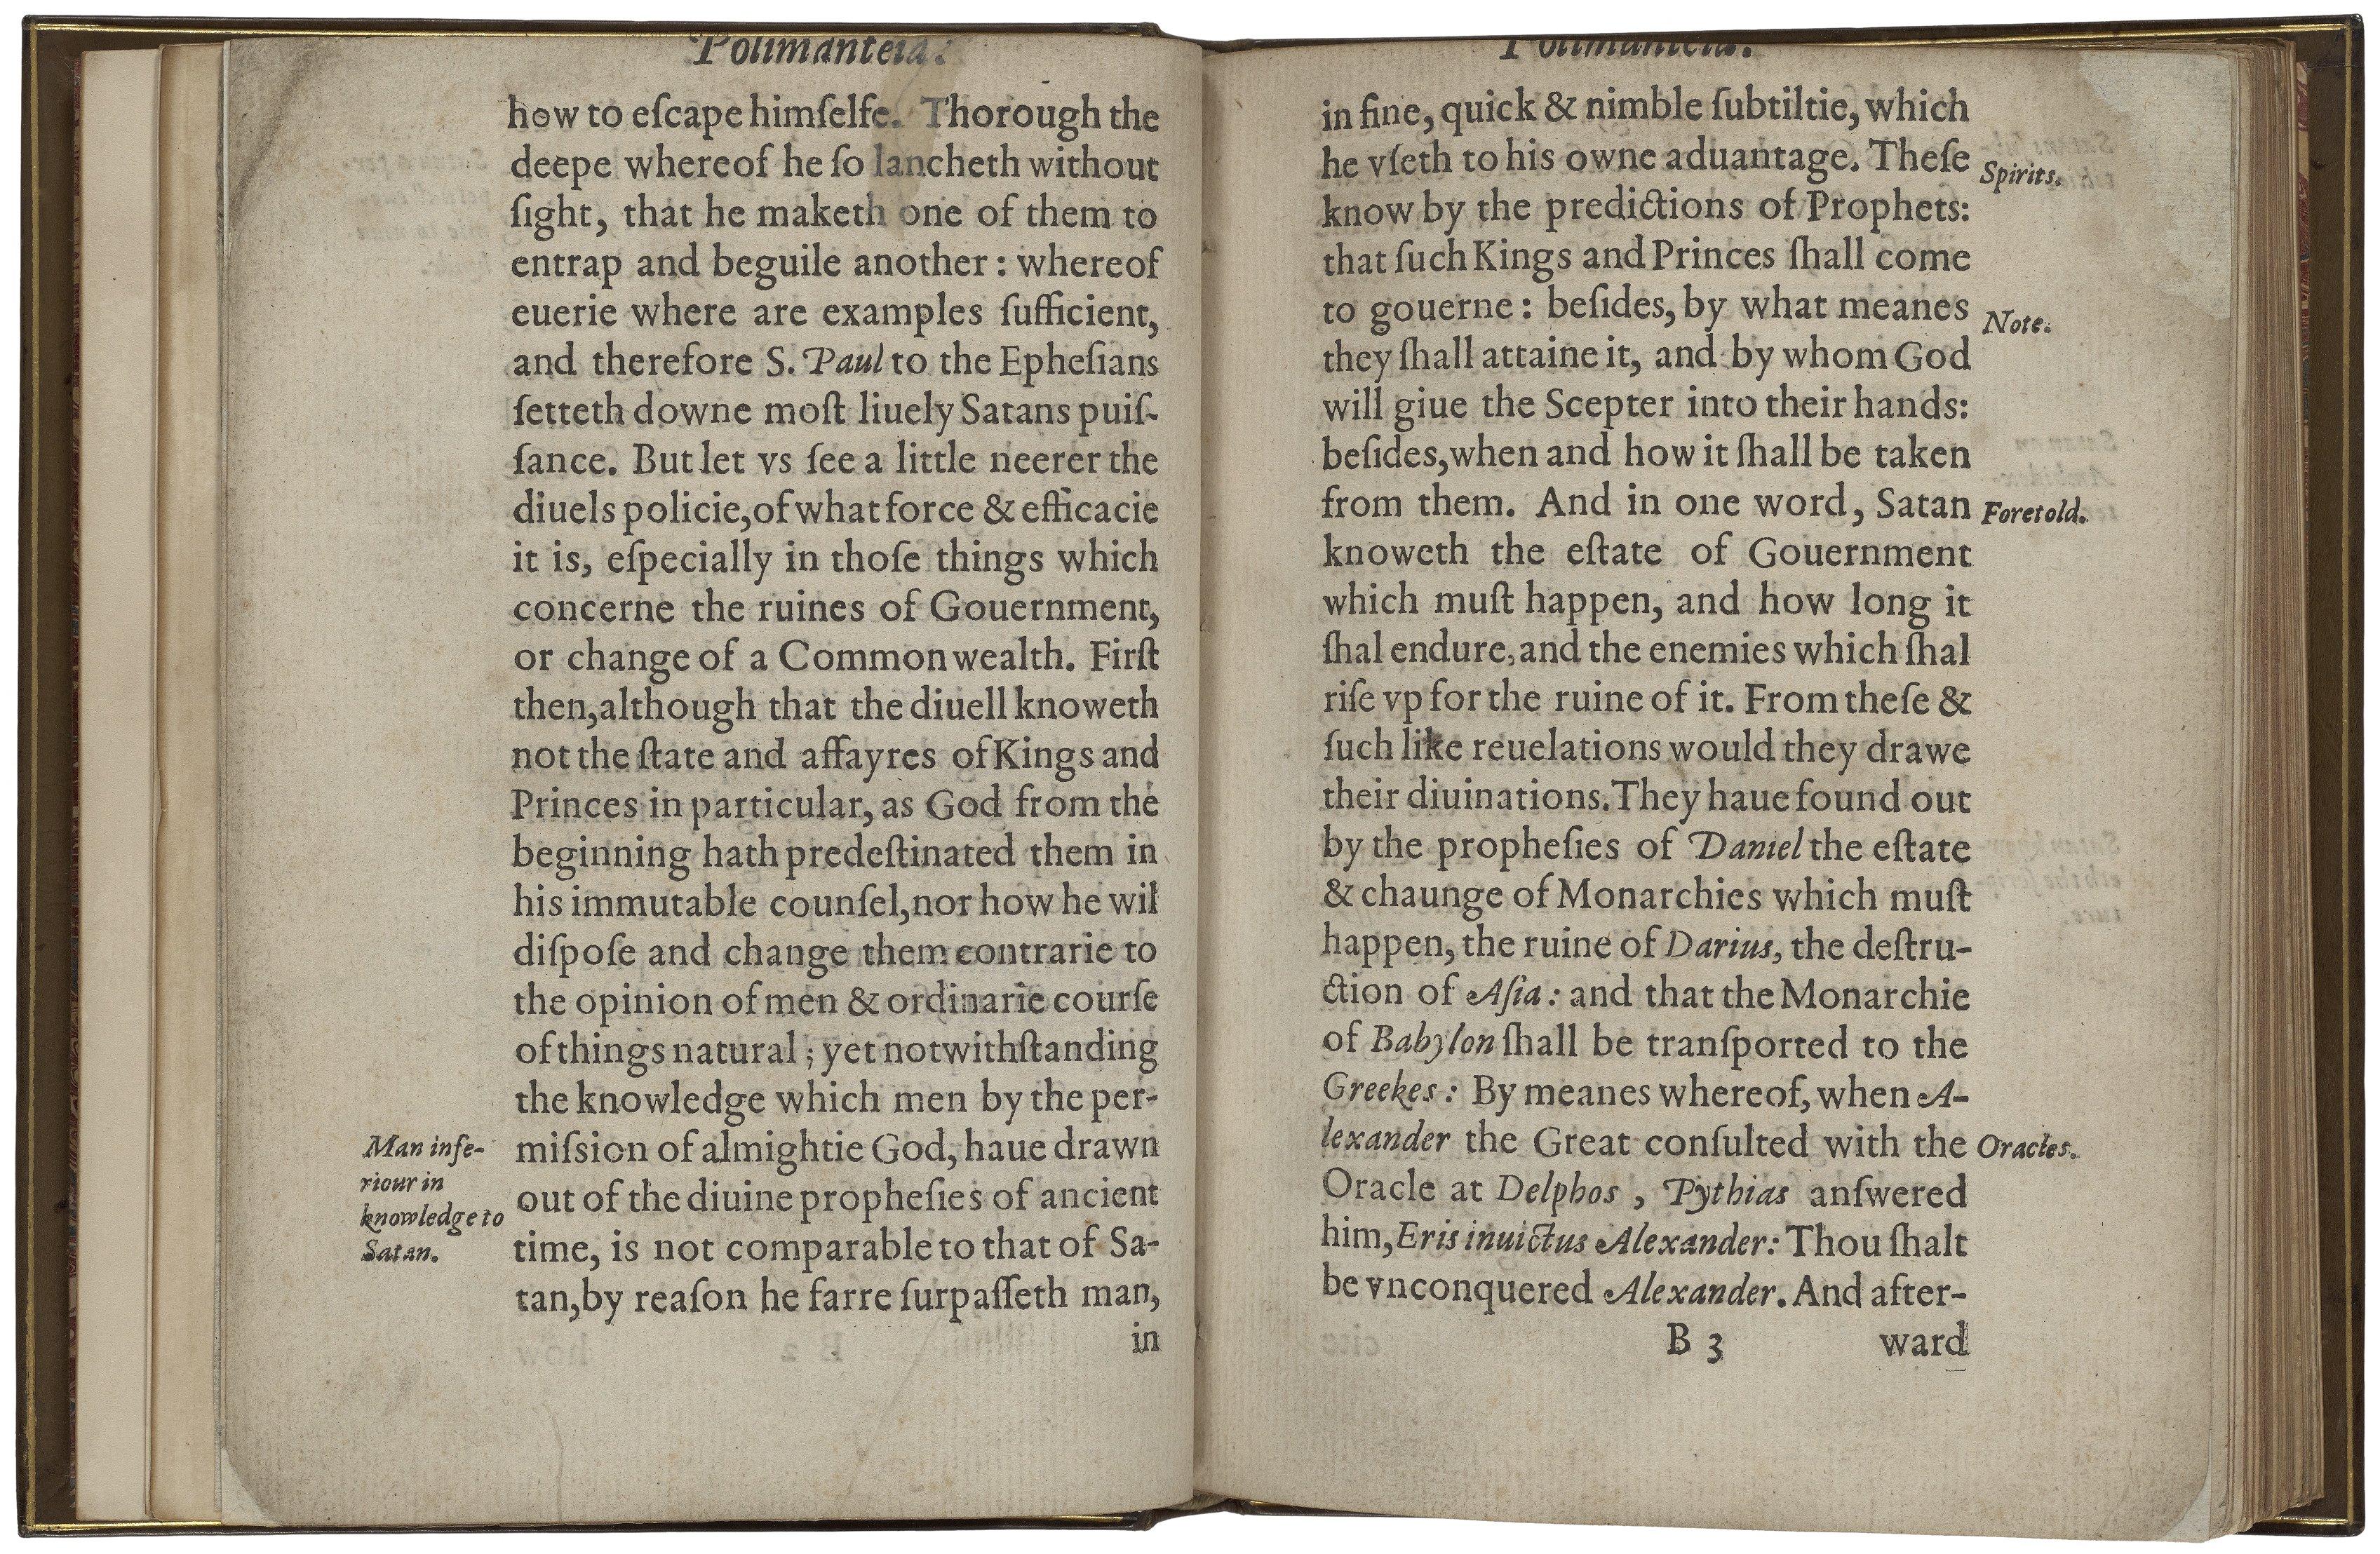 Polimanteia:
how to eſcape himſelfe. Thorough the
deepe whereof he ſo lancheth without
ſight, that he maketh one of them to
entrap and beguile another : whereof
euerie where are examples ſufficient,
and therefore S. Paul to the Epheſians
ſetteth downe moſt liuely Satans puiſ-
ſance. But let vs ſee a little neerer the
diuels policie, of what force & efficacie
it is, eſpecially in thoſe things which
concerne the ruines of Gouernment,
or change of a Common wealth. Firſt
then, although that the diuell knoweth
not the ſtate and affayres of Kings and
Princes in particular, as God from the
beginning hath predeſtinated them in
his immutable counſel, nor how he wil
diſpoſe and change them contrarie to
the opinion of men & ordinarie courſe
of things natural ; yet notwithſtanding
the knowledge which men by the per-
miſsion of almightie God, haue drawn
out of the diuine propheſies of ancient
time, is not comparable to that of Sa-
tan, by reaſon he farre ſurpaſſeth man,
in
Man infe-
riour in
knowledge to
Satan.
Polimanteia.
in fine, quick & nimble ſubtiltie, which
he vſeth to his owne aduantage. Theſe
know by the predictions of Prophets:
that ſuch Kings and Princes ſhall come
to gouerne : beſides, by what meanes
they ſhall attaine it, and by whom God
will giue the Scepter into their hands:
beſides, when and how it ſhall be taken
from them. And in one word, Satan
knoweth the eſtate of Gouernment
which muſt happen, and how long it
ſhal endure, and the enemies which ſhal
riſe vp for the ruine of it. From theſe &
ſuch like reuelations would they drawe
their diuinations. They haue found out
by the propheſies of Daniel the eſtate
& chaunge of Monarchies which muſt
happen, the ruine of Darius, the deſtru-
ction of Aſia : and that the Monarchie
of Babylon ſhall be tranſported to the
Greekes : By meanes whereof, when A-
lexander the Great conſulted with the
Oracle at Delphos , Pythias anſwered
him, Eris inuictus Alexander: Thou ſhalt
be vnconquered Alexander. And after-
B 3 ward
Spirits.
Note.
Foretold.
Oracles.